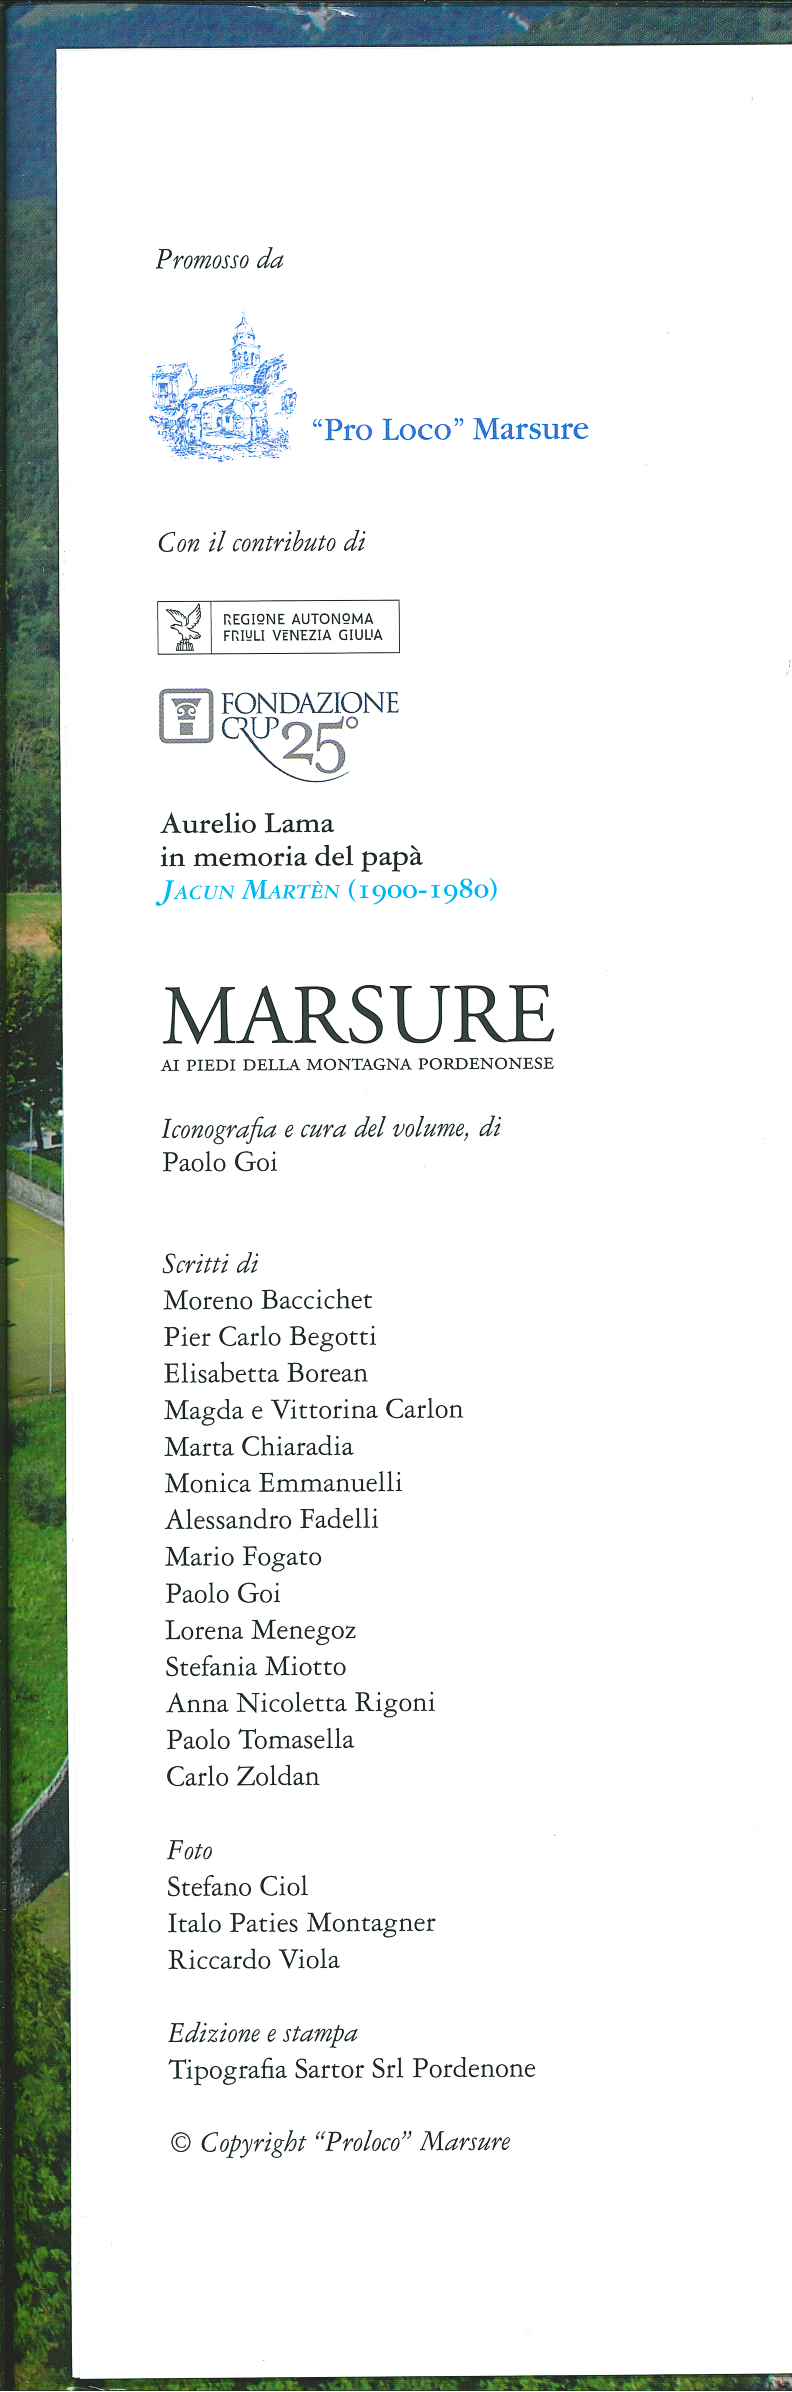 Promosso da
“Pro Loco” Marsure
Con il contributo di
REGIONE AUTONOMA
FRIULI VENEZIA GIULIA
FONDAZIONE
CRUP 25°
Aurelio Lama
in memoria del papà
JACUN MARTÈN (1900-1980)
MARSURE
AI PIEDI DELLA MONTAGNA PORDENONESE
Iconografia e cura del volume, di
Paolo Goi
Scritti di
Moreno Baccichet
Pier Carlo Begotti
Elisabetta Borean
Magda e Vittorina Carlon
Marta Chiaradia
Monica Emmanuelli
Alessandro Fadelli
Mario Fogato
Paolo Goi
Lorena Menegoz
Stefania Miotto
Anna Nicoletta Rigoni
Paolo Tomasella
Carlo Zoldan
Foto
Stefano Ciol
Italo Paties Montagner
Riccardo Viola
Edizione e stampa
Tipografia Sartor Srl Pordenone
© Copyright “Proloco” Marsure